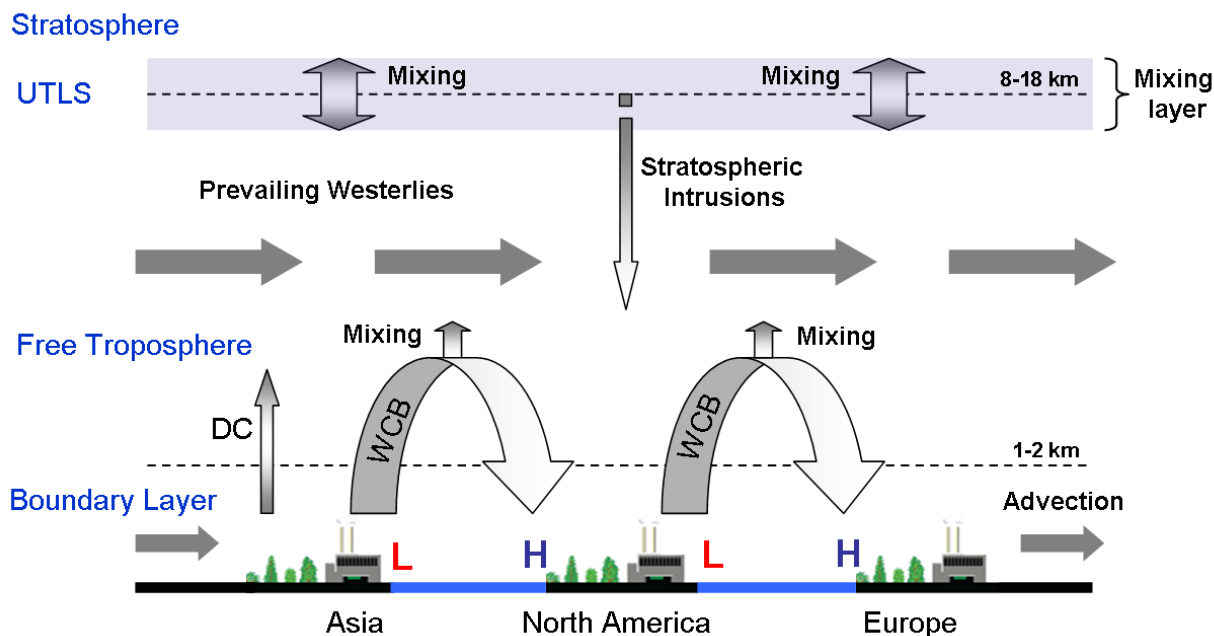 Stratosphere
UTLS
Mixing
Mixing
8-18 km
Mixing
layer
Prevailing Westerlies
Stratospheric
Intrusions
Free Troposphere
Mixing
Mixing
DC
WCB
WCB
1-2 km
Boundary Layer
Advection
L
H
L
H
Asia
North America
Europe